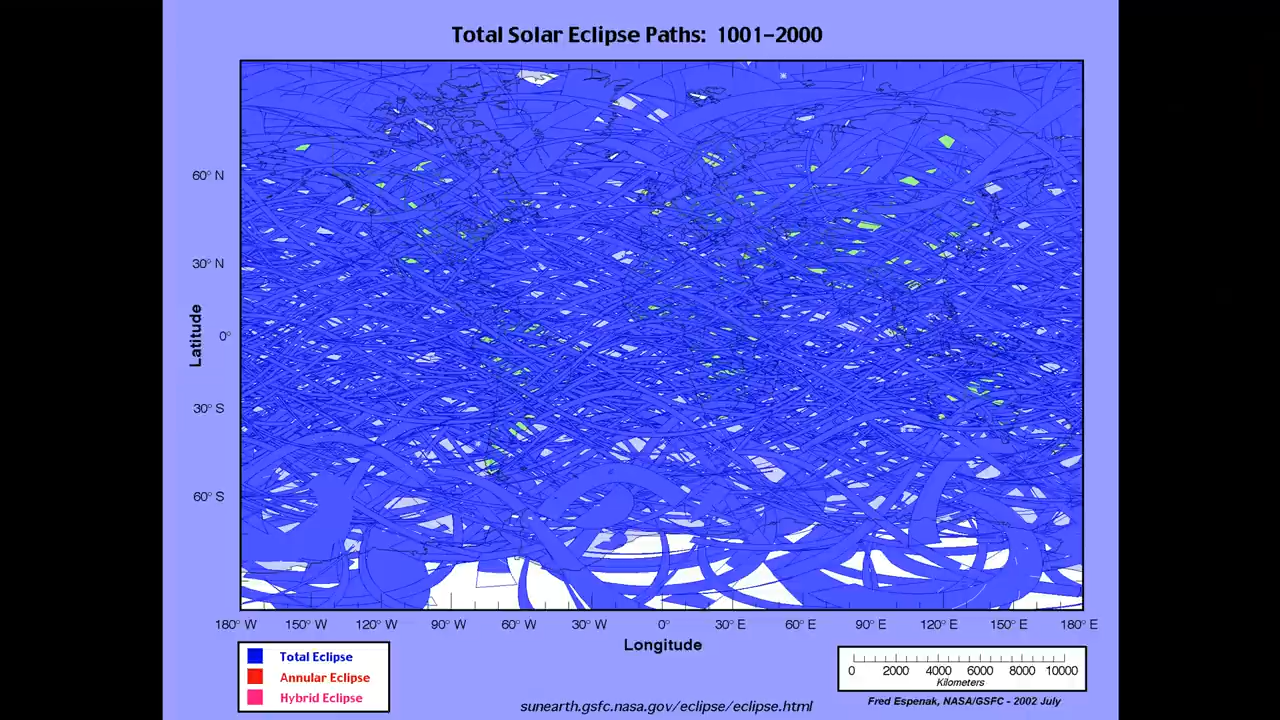 Total Solar Eclipse Paths: 1001–2000
60° N
30° N
0°
30° S
60° S
Latitude
180° W 150° W 120° W 90° W 60° W 30° W 0° 30° E 60° E 90° E 120° E 150° E 180° E
Longitude
Total Eclipse
Annular Eclipse
Hybrid Eclipse
0 2000 4000 6000 8000 10000
Kilometers
sunearth.gsfc.nasa.gov/eclipse/eclipse.html
Fred Espenak, NASA/GSFC - 2002 July